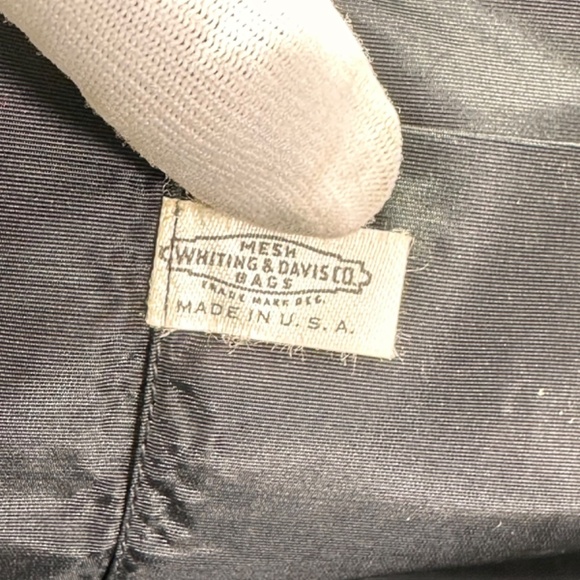 MESH
WHITING & DAVIS CO.
BAGS
TRADE MARK REG.
MADE IN U.S.A.